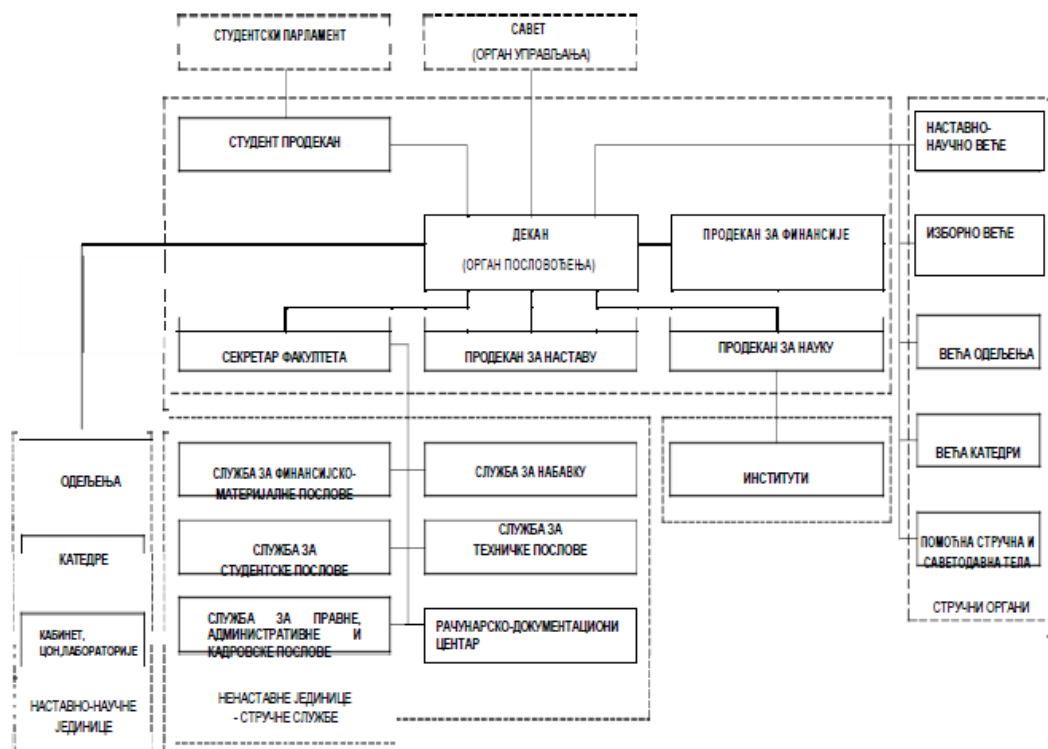 СТУДЕНТСКИ ПАРЛАМЕНТ
САВЕТ
(ОРГАН УПРАВЉАЊА)
СТУДЕНТ ПРОДЕКАН
НАСТАВНО-
НАУЧНО ВЕЋЕ
ДЕКАН
(ОРГАН ПОСЛОВОЂЕЊА)
ПРОДЕКАН ЗА ФИНАНСИЈЕ
ИЗБОРНО ВЕЋЕ
СЕКРЕТАР ФАКУЛТЕТА
ПРОДЕКАН ЗА НАСТАВУ
ПРОДЕКАН ЗА НАУКУ
ВЕЋА ОДЕЉЕЊА
ОДЕЉЕЊА
СЛУЖБА ЗА ФИНАНСИЈСКО-
МАТЕРИЈАЛНЕ ПОСЛОВЕ
СЛУЖБА ЗА НАБАВКУ
ИНСТИТУТИ
ВЕЋА КАТЕДРИ
КАТЕДРЕ
СЛУЖБА ЗА
СТУДЕНТСКЕ ПОСЛОВЕ
СЛУЖБА ЗА
ТЕХНИЧКЕ ПОСЛОВЕ
ПОМОЋНА СТРУЧНА И
САВЕТОДАВНА ТЕЛА
СТРУЧНИ ОРГАНИ
КАБИНЕТ,
ЦОН,ЛАБОРАТОРИЈЕ
СЛУЖБА ЗА ПРАВНЕ,
АДМИНИСТРАТИВНЕ И
КАДРОВСКЕ ПОСЛОВЕ
РАЧУНАРСКО-ДОКУМЕНТАЦИОНИ
ЦЕНТАР
НАСТАВНО-НАУЧНЕ
ЈЕДИНИЦЕ
НЕНАСТАВНЕ ЈЕДИНИЦЕ
- СТРУЧНЕ СЛУЖБЕ